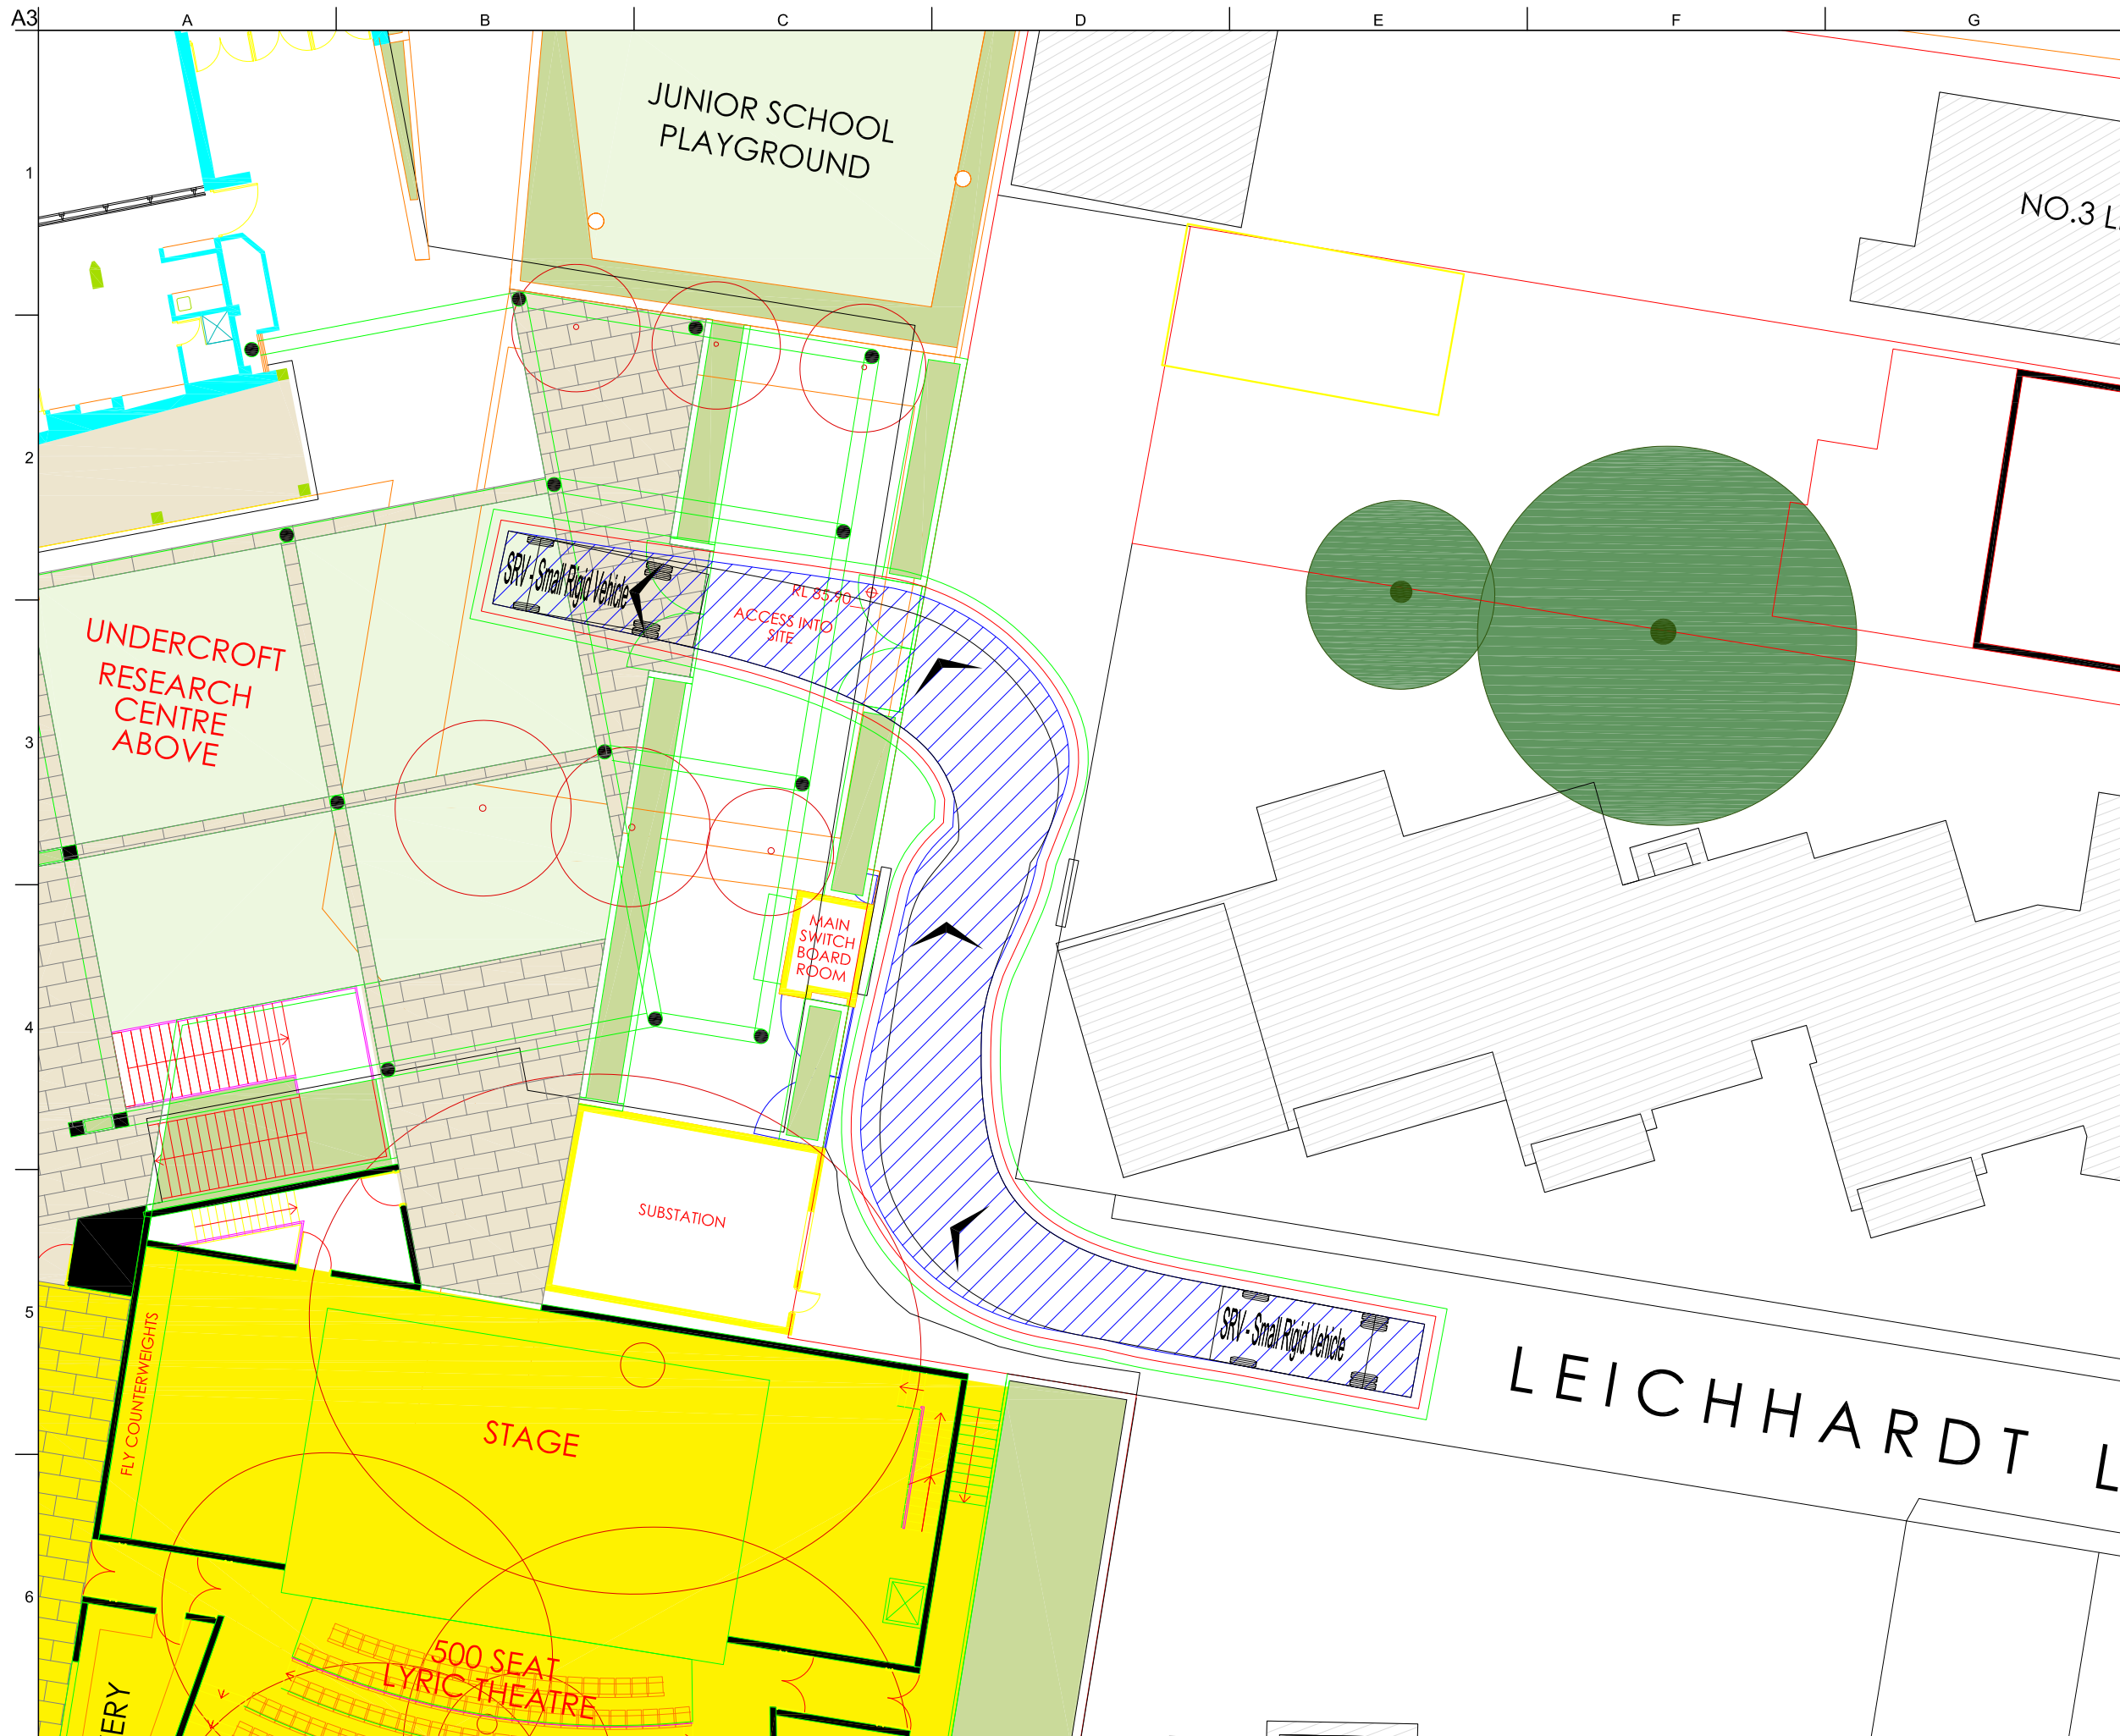 A3
A
B
C
D
E
F
G
1
2
3
4
5
6
JUNIOR SCHOOL
PLAYGROUND
NO.3
SRV - Small Rigid Vehicle
RL 85.90
ACCESS INTO
SITE
UNDERCROFT
RESEARCH
CENTRE
ABOVE
MAIN
SWITCH
BOARD
ROOM
SUBSTATION
SRV - Small Rigid Vehicle
LEICHHARDT L
FLY COUNTERWEIGHTS
STAGE
500 SEAT
LYRIC THEATRE
ERY